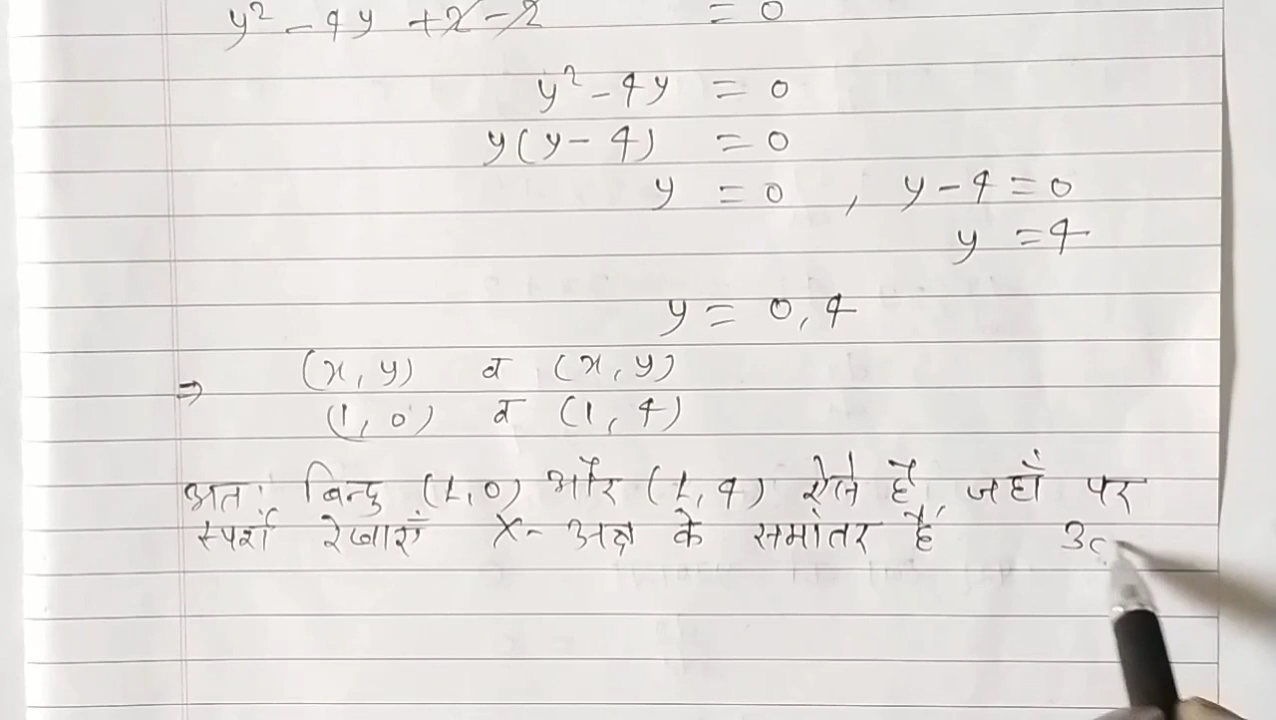 y² - 4y + 2 - 2 = 0
y² - 4y = 0
y(y - 4) = 0
y = 0 , y - 4 = 0
y = 4
y = 0, 4
⇒ (x, y) व (x, y)
(1, 0) व (1, 4)
अतः बिन्दु (1, 0) और (1, 4) ऐसे हैं, जहाँ पर
स्पर्श रेखाएँ X- अक्ष के समांतर हैं